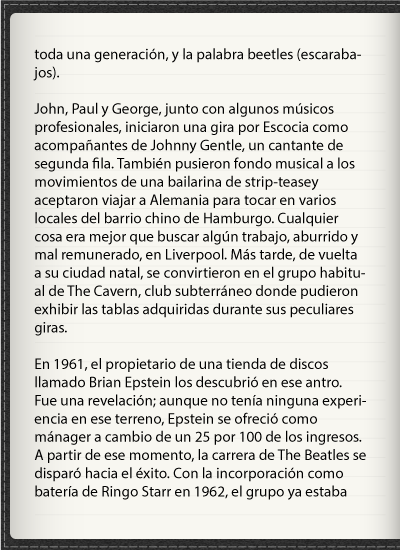 toda una generación, y la palabra beetles (escaraba-
jos).
John, Paul y George, junto con algunos músicos
profesionales, iniciaron una gira por Escocia como
acompañantes de Johnny Gentle, un cantante de
segunda fila. También pusieron fondo musical a los
movimientos de una bailarina de strip-teasey
aceptaron viajar a Alemania para tocar en varios
locales del barrio chino de Hamburgo. Cualquier
cosa era mejor que buscar algún trabajo, aburrido y
mal remunerado, en Liverpool. Más tarde, de vuelta
a su ciudad natal, se convirtieron en el grupo habitu-
al de The Cavern, club subterráneo donde pudieron
exhibir las tablas adquiridas durante sus peculiares
giras.
En 1961, el propietario de una tienda de discos
llamado Brian Epstein los descubrió en ese antro.
Fue una revelación; aunque no tenía ninguna experi-
encia en ese terreno, Epstein se ofreció como
mánager a cambio de un 25 por 100 de los ingresos.
A partir de ese momento, la carrera de The Beatles se
disparó hacia el éxito. Con la incorporación como
batería de Ringo Starr en 1962, el grupo ya estaba